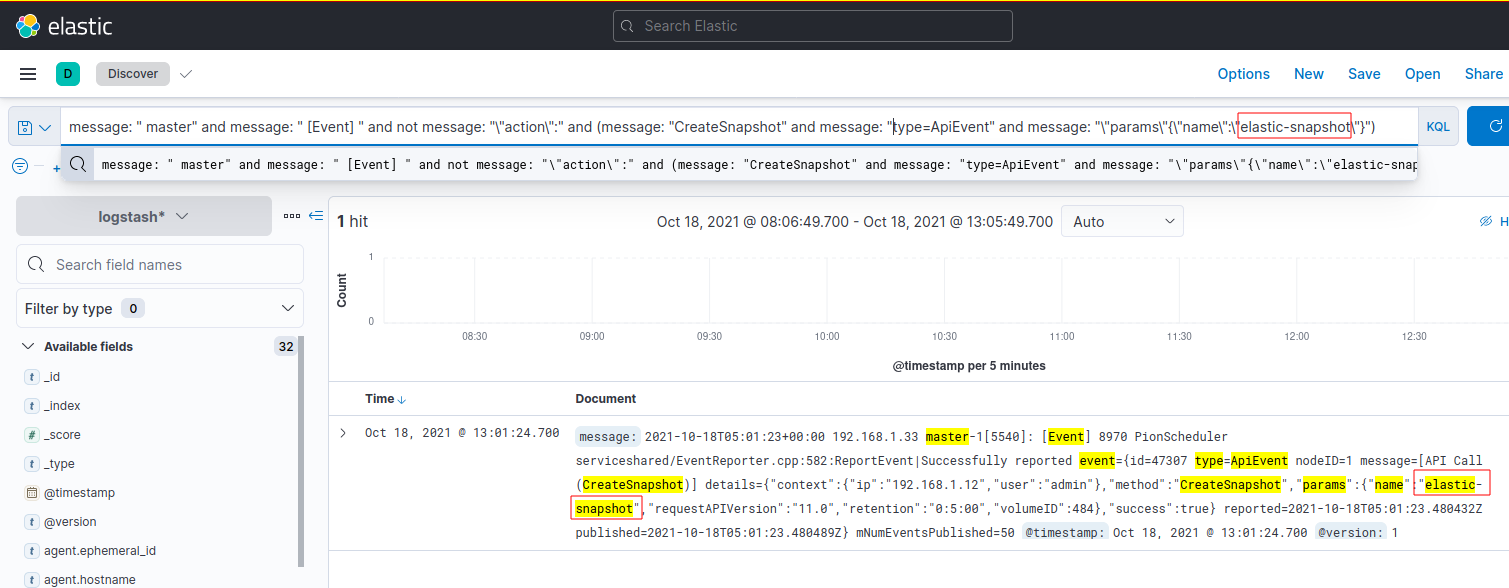 elastic
Search Elastic
D
Discover
Options New Save Open Share
message: " master" and message: " [Event] " and not message: "\"action\":" and (message: "CreateSnapshot" and message: "type=ApiEvent" and message: "\"params\"{\"name\":\"elastic-snapshot\"}")
KQL
message: " master" and message: " [Event] " and not message: "\"action\":" and (message: "CreateSnapshot" and message: "type=ApiEvent" and message: "\"params\"{\"name\":\"elastic-snap
+
logstash*
1 hit
Oct 18, 2021 @ 08:06:49.700 - Oct 18, 2021 @ 13:05:49.700
Auto
H
Search field names
Filter by type 0
Available fields 32
t _id
t _index
# _score
t _type
@timestamp
t @version
t agent.ephemeral_id
t agent.hostname
Count
1
0
08:30 09:00 09:30 10:00 10:30 11:00 11:30 12:00 12:30
@timestamp per 5 minutes
Time Document
Oct 18, 2021 @ 13:01:24.700
message: 2021-10-18T05:01:23+00:00 192.168.1.33 master-1[5540]: [Event] 8970 PionScheduler
serviceshared/EventReporter.cpp:582:ReportEvent|Successfully reported event={id=47307 type=ApiEvent nodeID=1 message=[API Call
(CreateSnapshot)] details={"context":{"ip":"192.168.1.12","user":"admin"},"method":"CreateSnapshot","params":{"name":"elastic-
snapshot","requestAPIVersion":"11.0","retention":"0:5:00","volumeID":484},"success":true} reported=2021-10-18T05:01:23.480432Z
published=2021-10-18T05:01:23.480489Z} mNumEventsPublished=50 @timestamp: Oct 18, 2021 @ 13:01:24.700 @version: 1